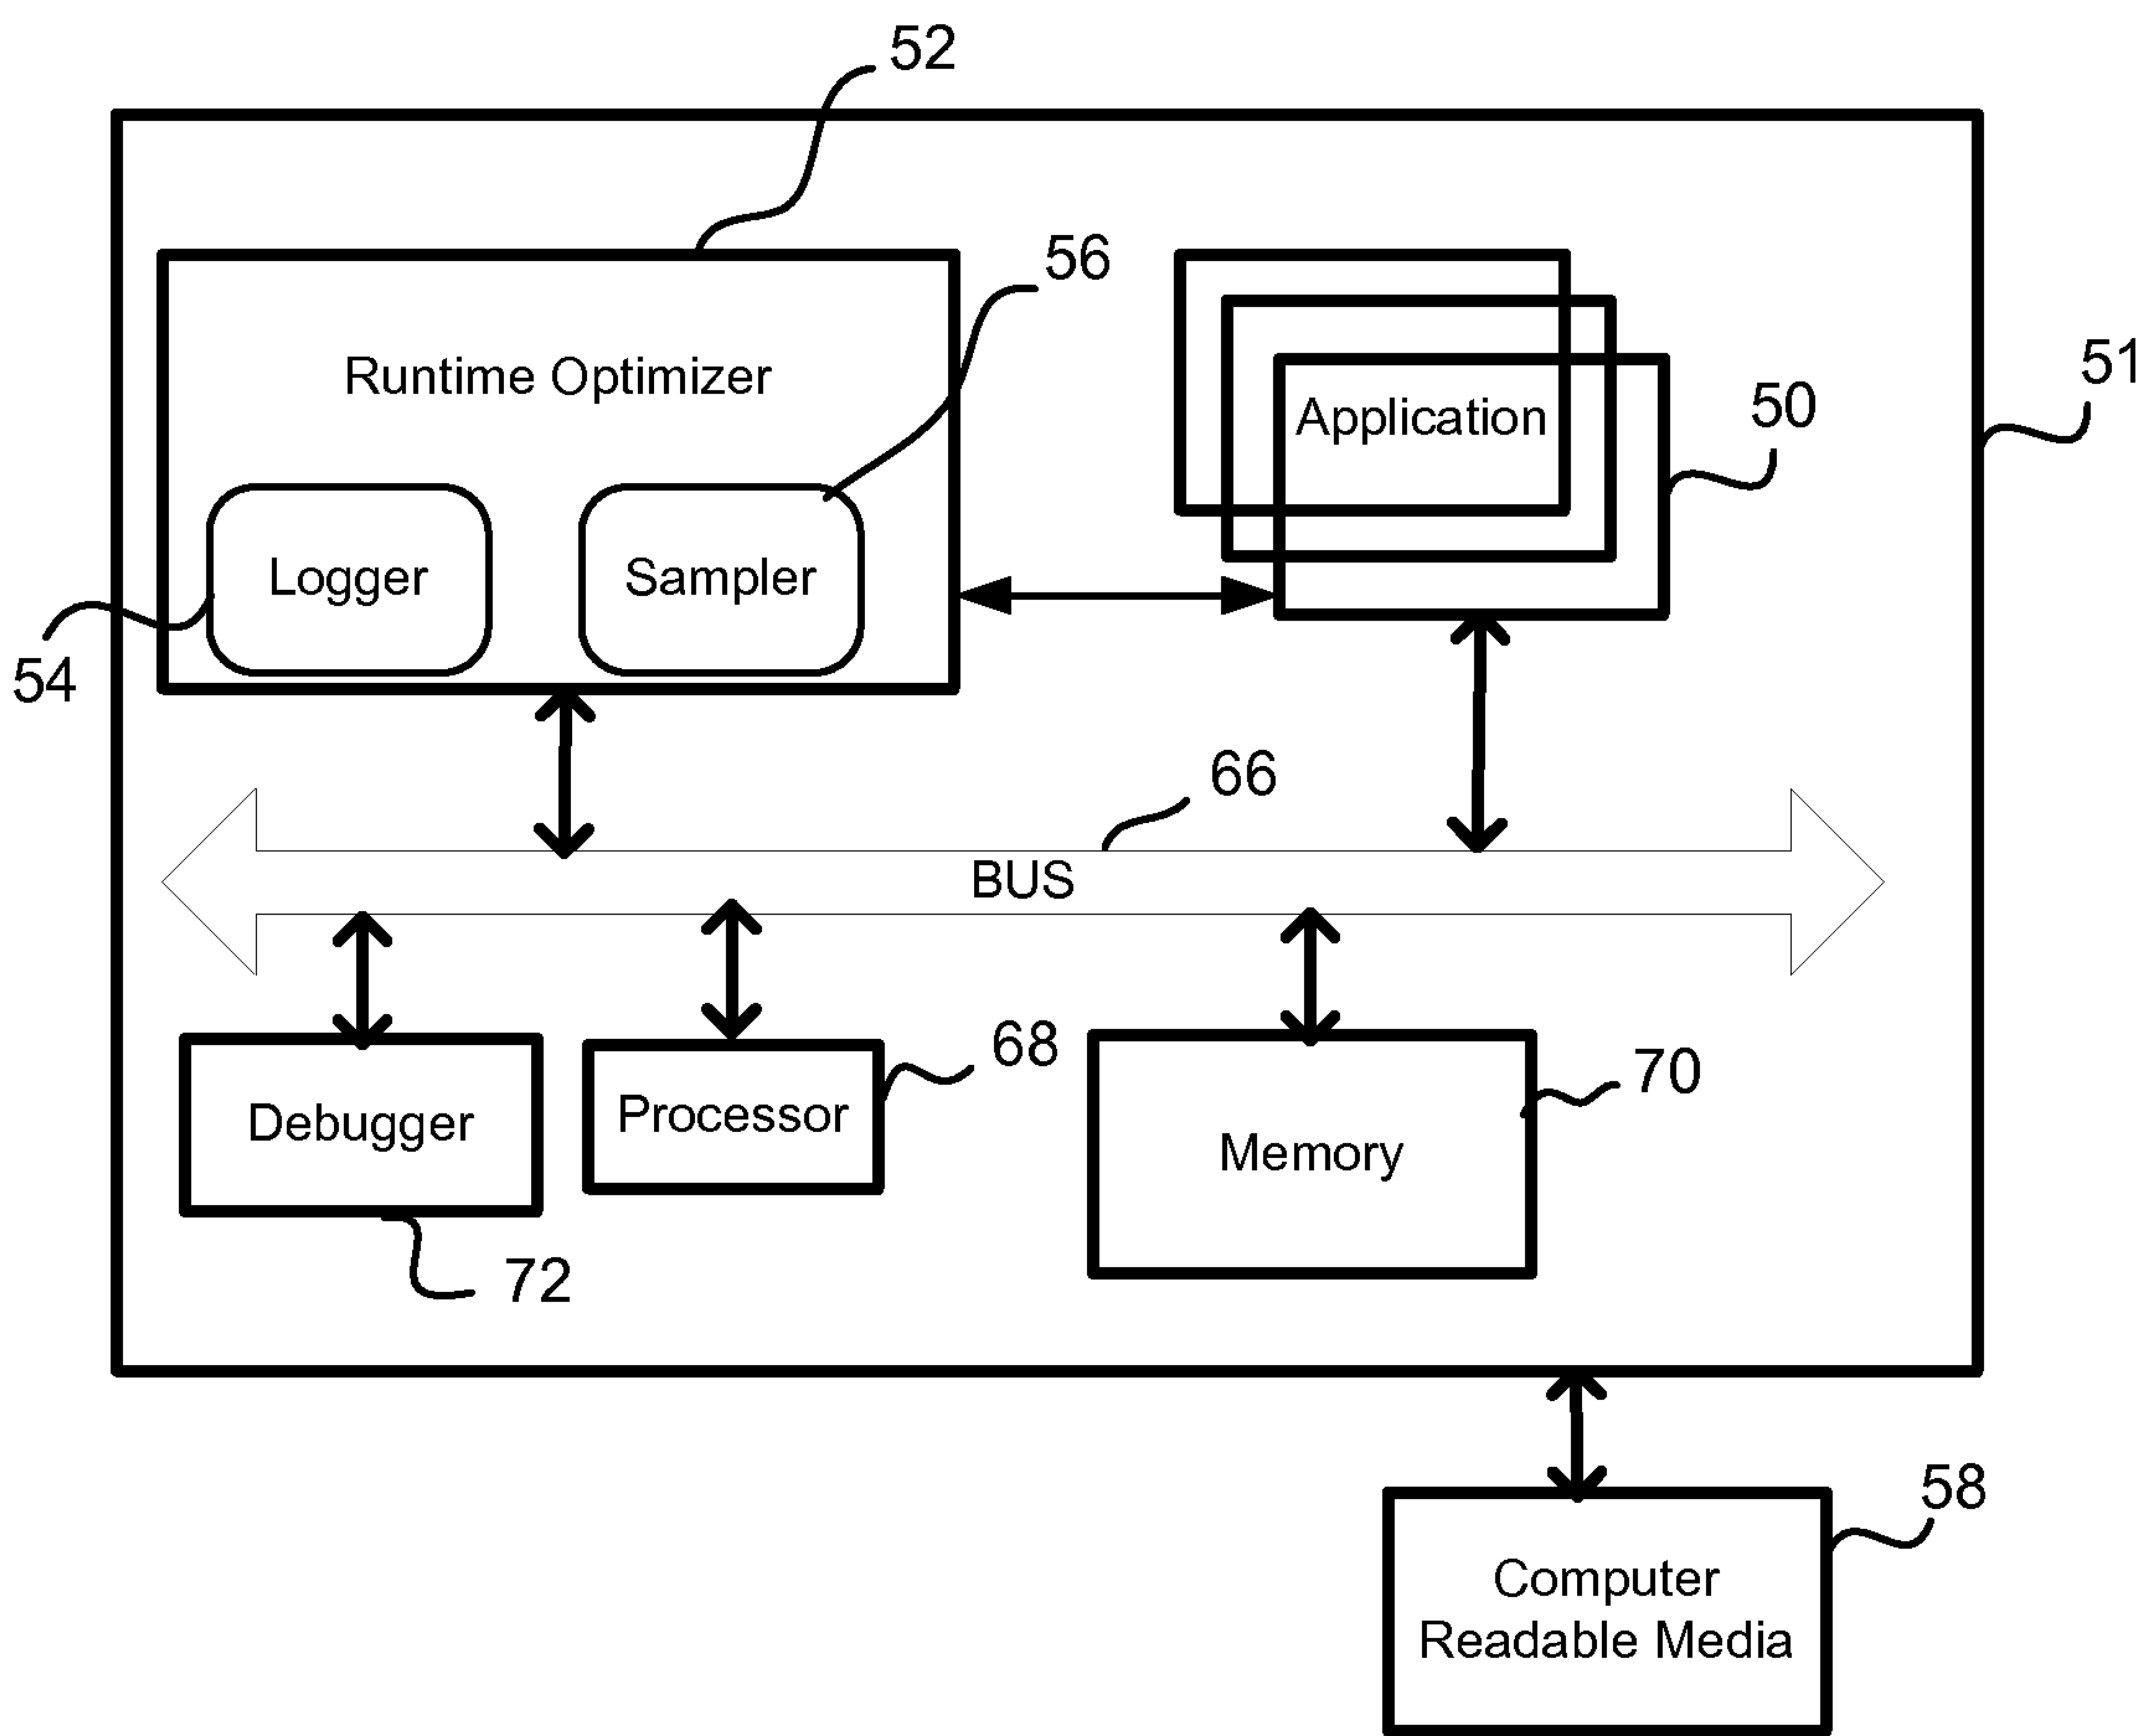 52
56
Runtime Optimizer
51
Application
50
Logger
Sampler
54
66
BUS
68
70
Debugger
Processor
Memory
72
58
Computer
Readable Media